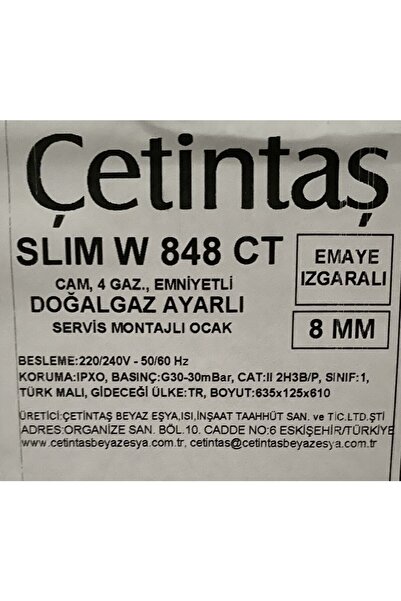 Çetintaş
SLIM W 848 CT
EMAYE
IZGARALI
CAM, 4 GAZ., EMNİYETLİ
DOĞALGAZ AYARLI
SERVİS MONTAJLI OCAK
8 MM
BESLEME:220/240V - 50/60 Hz
KORUMA:IPXO, BASINÇ:G30-30mBar, CAT:II 2H3B/P, SINIF:1,
TÜRK MALI, GİDECEĞİ ÜLKE:TR, BOYUT:635x125x610
ÜRETİCİ:ÇETİNTAŞ BEYAZ EŞYA,ISI,İNŞAAT TAAHHÜT SAN. ve TİC.LTD.ŞTİ
ADRES:ORGANİZE SAN. BÖL.10. CADDE NO:6 ESKİŞEHİR/TÜRKİYE
www.cetintasbeyazesya.com.tr, cetintas@cetintasbeyazesya.com.tr